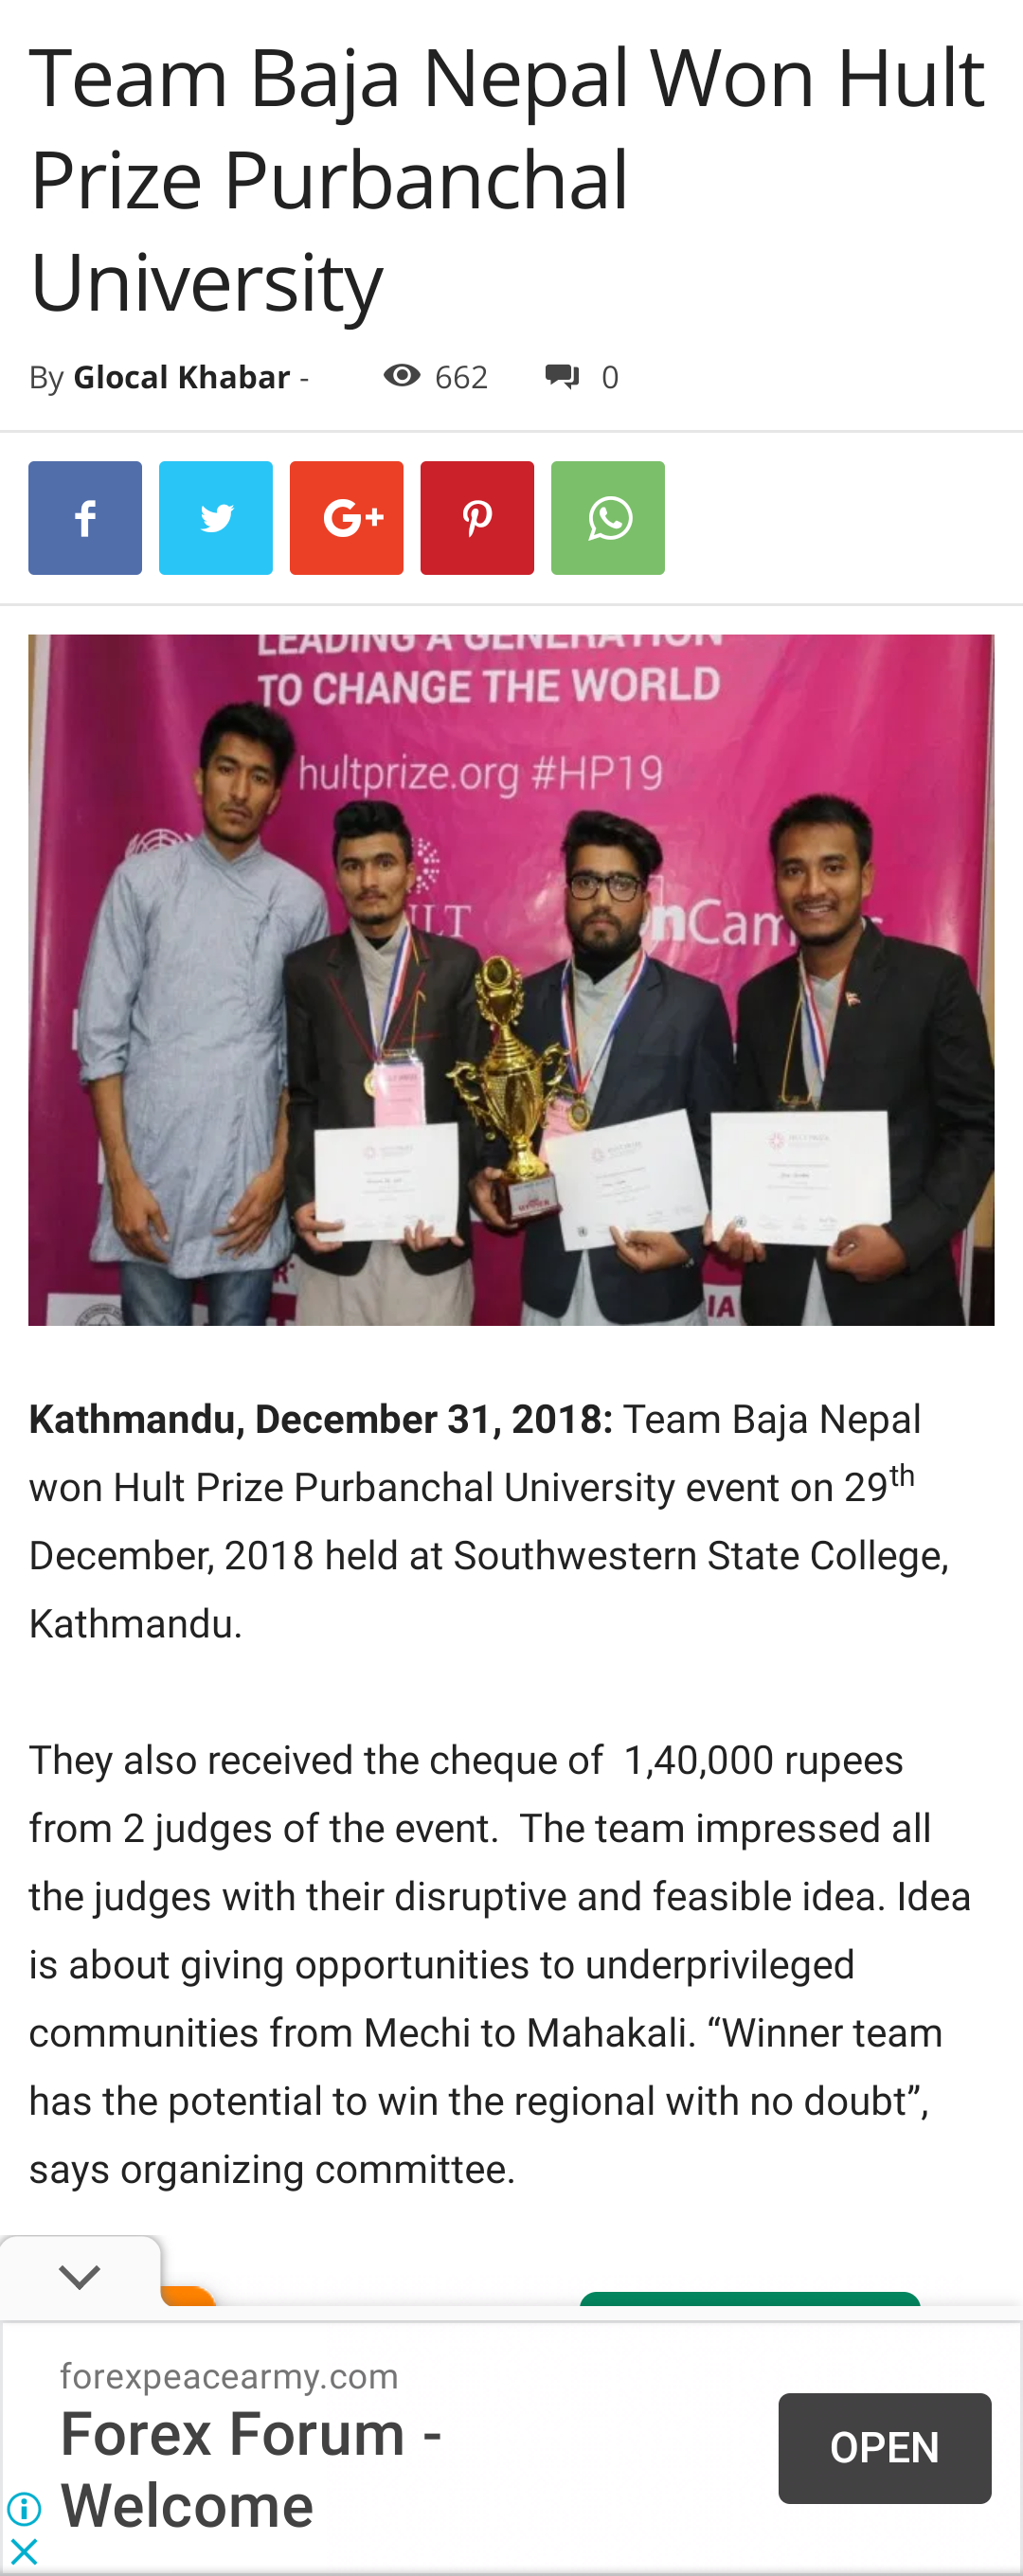 Team Baja Nepal Won Hult
Prize Purbanchal
University
By Glocal Khabar -
662
0
f
G+
LEADING A GENERATION
TO CHANGE THE WORLD
hultprize.org #HP19
ULT
nCam
IA
Kathmandu, December 31, 2018: Team Baja Nepal
won Hult Prize Purbanchal University event on 29th
December, 2018 held at Southwestern State College,
Kathmandu.
They also received the cheque of  1,40,000 rupees
from 2 judges of the event.  The team impressed all
the judges with their disruptive and feasible idea. Idea
is about giving opportunities to underprivileged
communities from Mechi to Mahakali. “Winner team
has the potential to win the regional with no doubt”,
says organizing committee.
forexpeacearmy.com
Forex Forum -
Welcome
OPEN